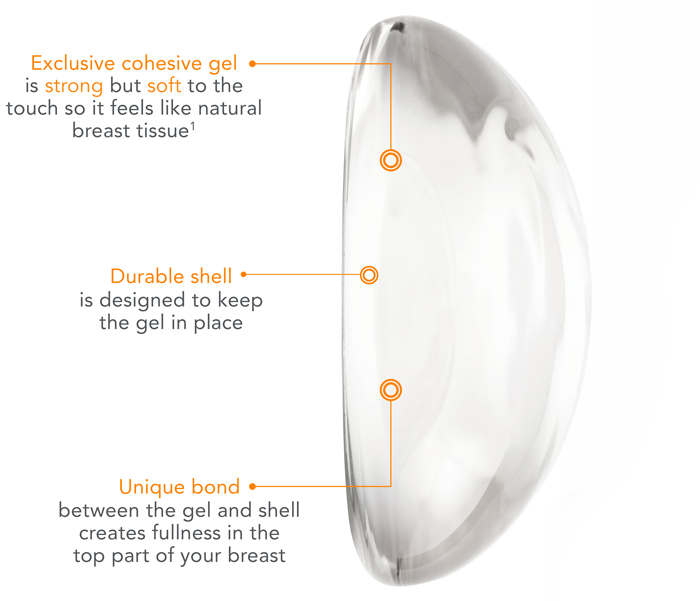 Exclusive cohesive gel
is strong but soft to the
touch so it feels like natural
breast tissue¹
Durable shell
is designed to keep
the gel in place
Unique bond
between the gel and shell
creates fullness in the
top part of your breast